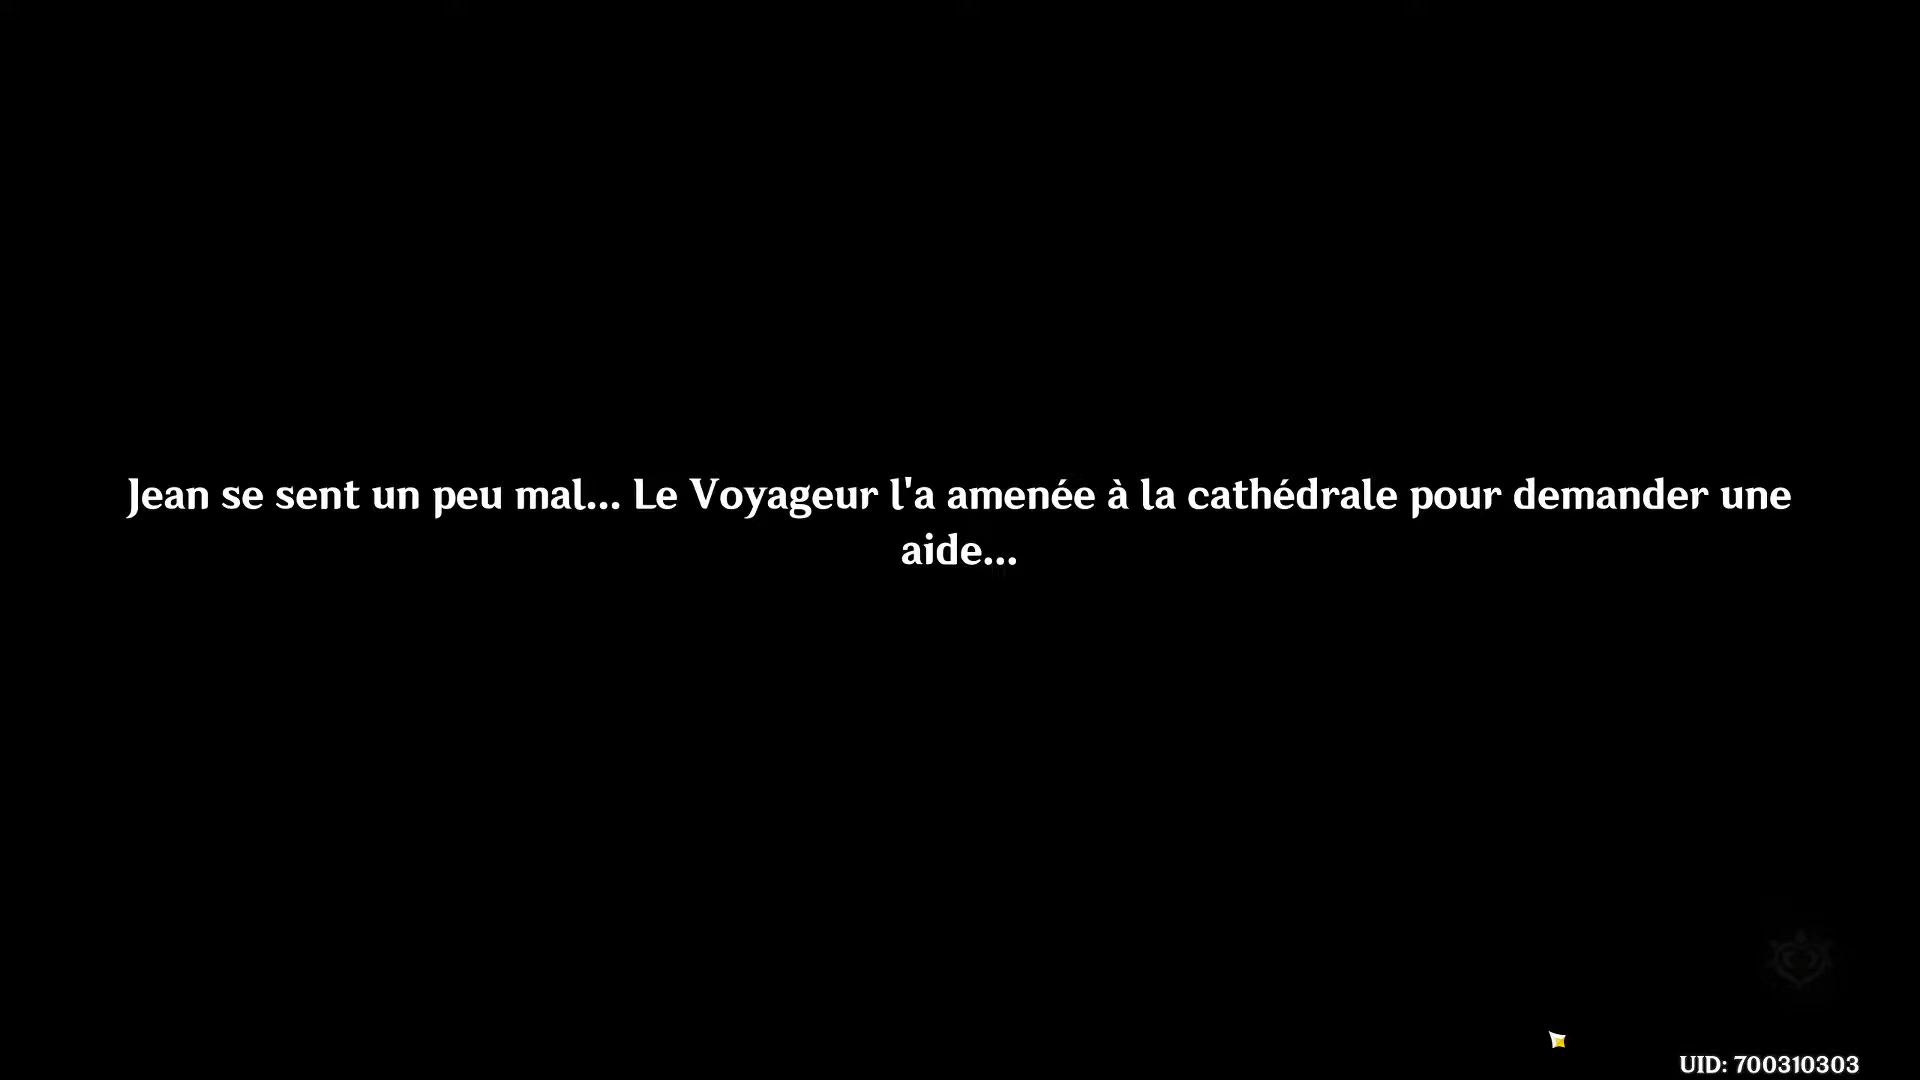 Jean se sent un peu mal... Le Voyageur l'a amenée à la cathédrale pour demander une
aide...
UID: 700310303